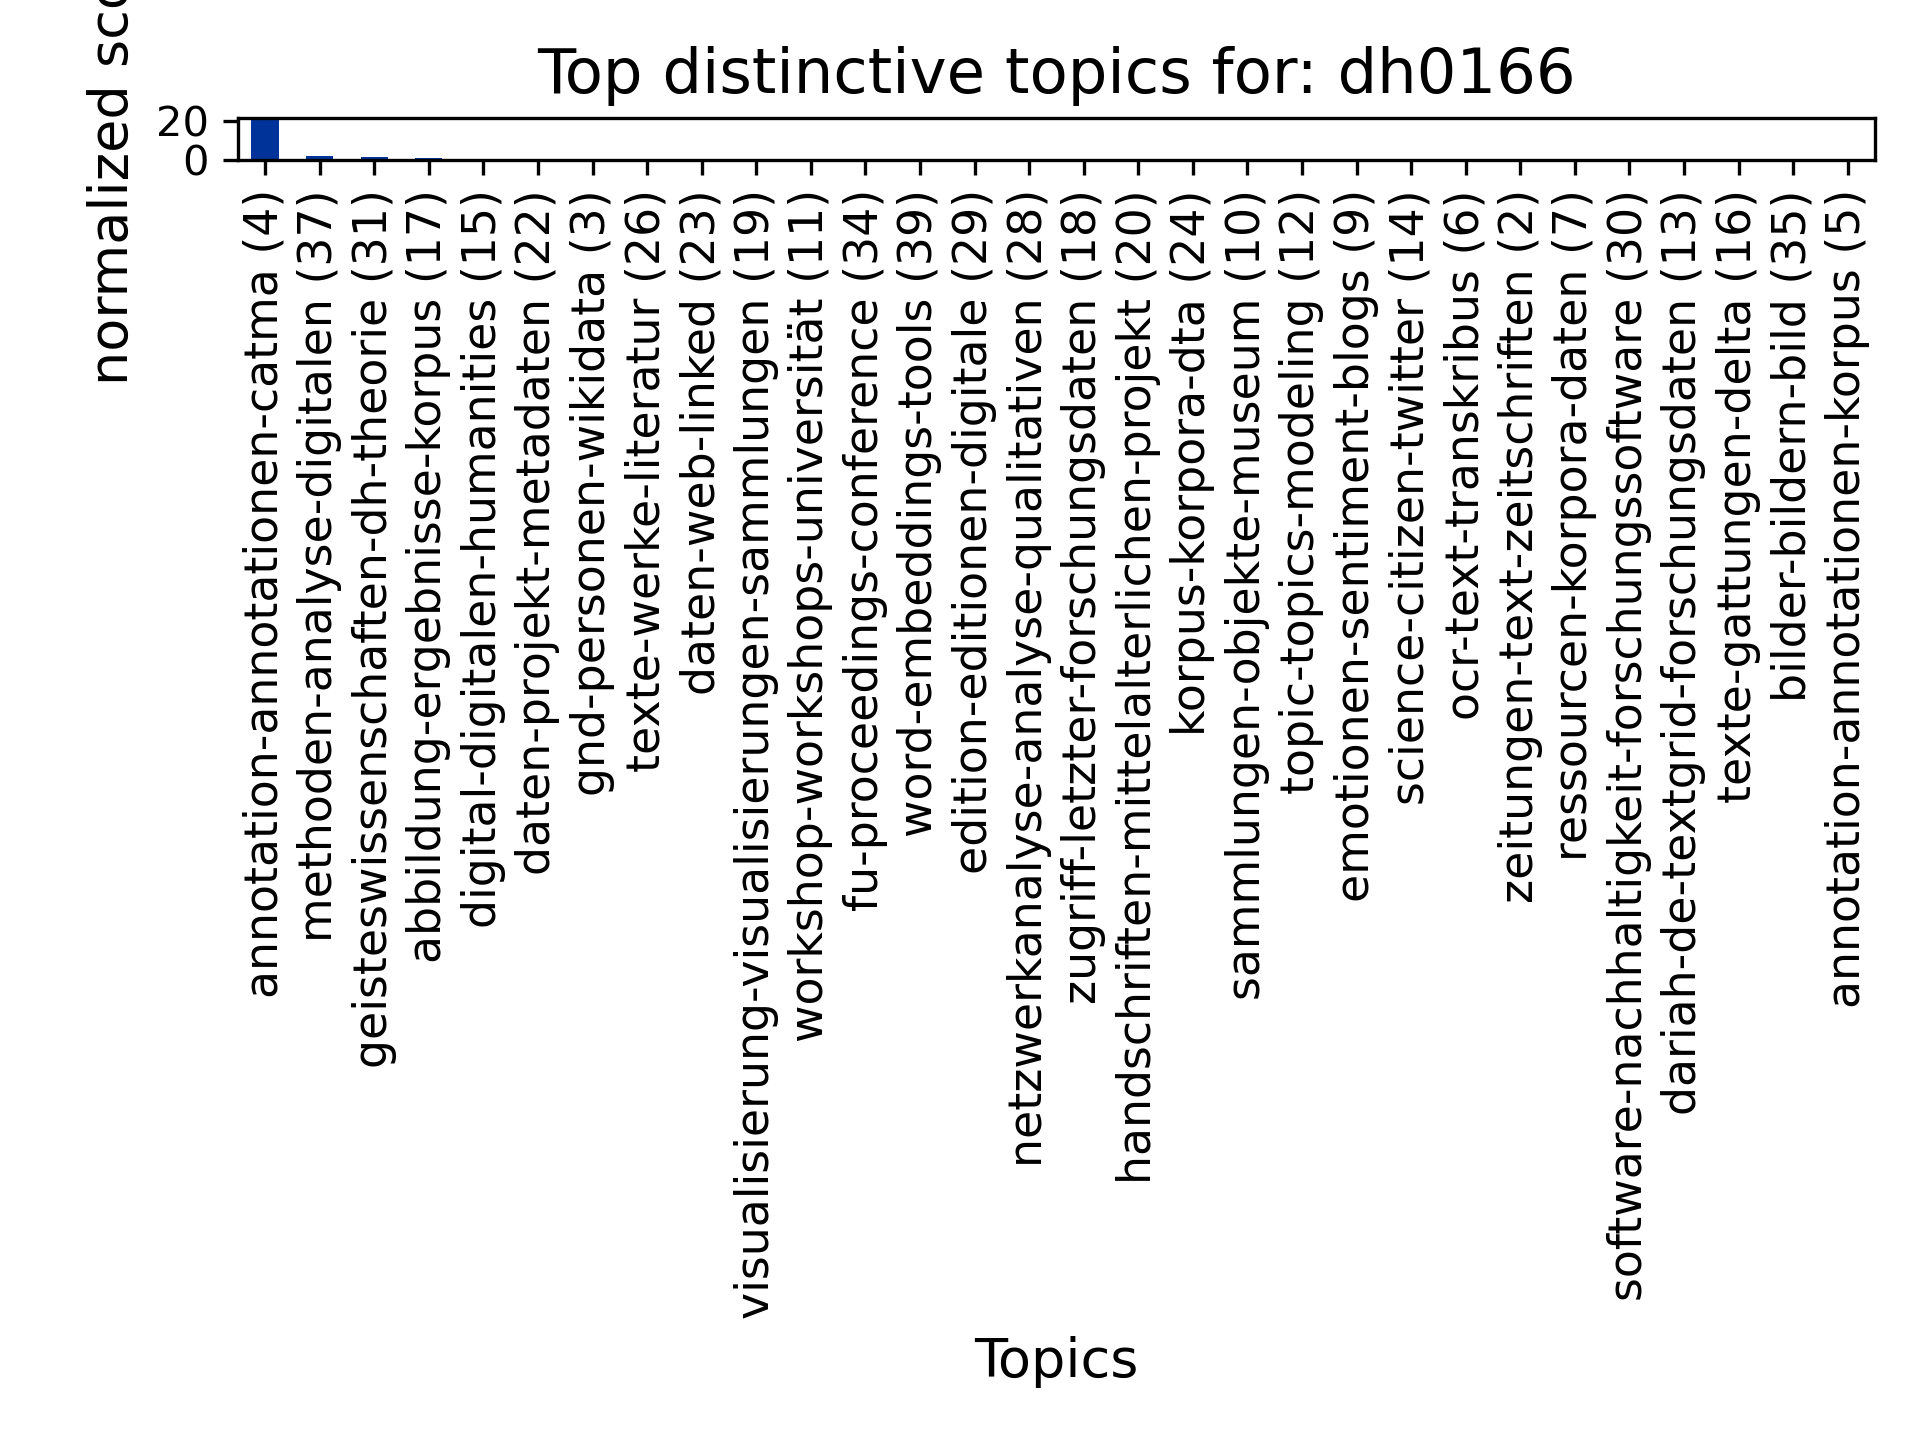 Top distinctive topics for: dh0166
normalized
20
0
annotation-annotationen-catma (4)
methoden-analyse-digitalen (37)
geisteswissenschaften-dh-theorie (31)
abbildung-ergebnisse-korpus (17)
digital-digitalen-humanities (15)
daten-projekt-metadaten (22)
gnd-personen-wikidata (3)
texte-werke-literatur (26)
daten-web-linked (23)
visualisierung-visualisierungen-sammlungen (19)
workshop-workshops-universität (11)
fu-proceedings-conference (34)
word-embeddings-tools (39)
edition-editionen-digitale (29)
netzwerkanalyse-analyse-qualitativen (28)
zugriff-letzter-forschungsdaten (18)
handschriften-mittelalterlichen-projekt (20)
korpus-korpora-dta (24)
sammlungen-objekte-museum (10)
topic-topics-modeling (12)
emotionen-sentiment-blogs (9)
science-citizen-twitter (14)
ocr-text-transkribus (6)
zeitungen-text-zeitschriften (2)
ressourcen-korpora-daten (7)
software-nachhaltigkeit-forschungssoftware (30)
dariah-de-textgrid-forschungsdaten (13)
texte-gattungen-delta (16)
bilder-bildern-bild (35)
annotation-annotationen-korpus (5)
Topics